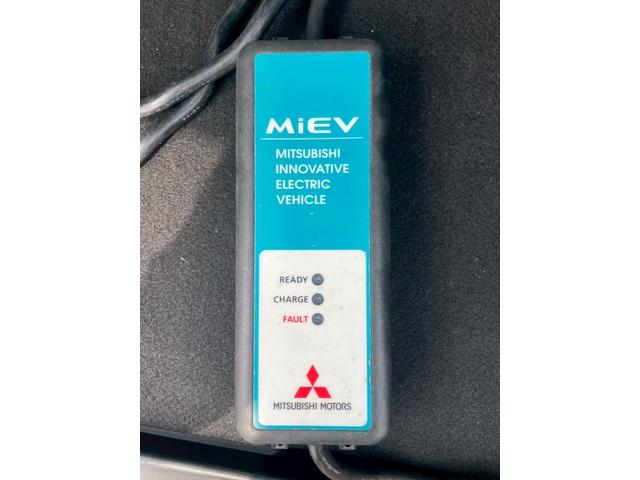 MiEV
MITSUBISHI
INNOVATIVE
ELECTRIC
VEHICLE
READY
CHARGE
FAULT
MITSUBISHI MOTORS